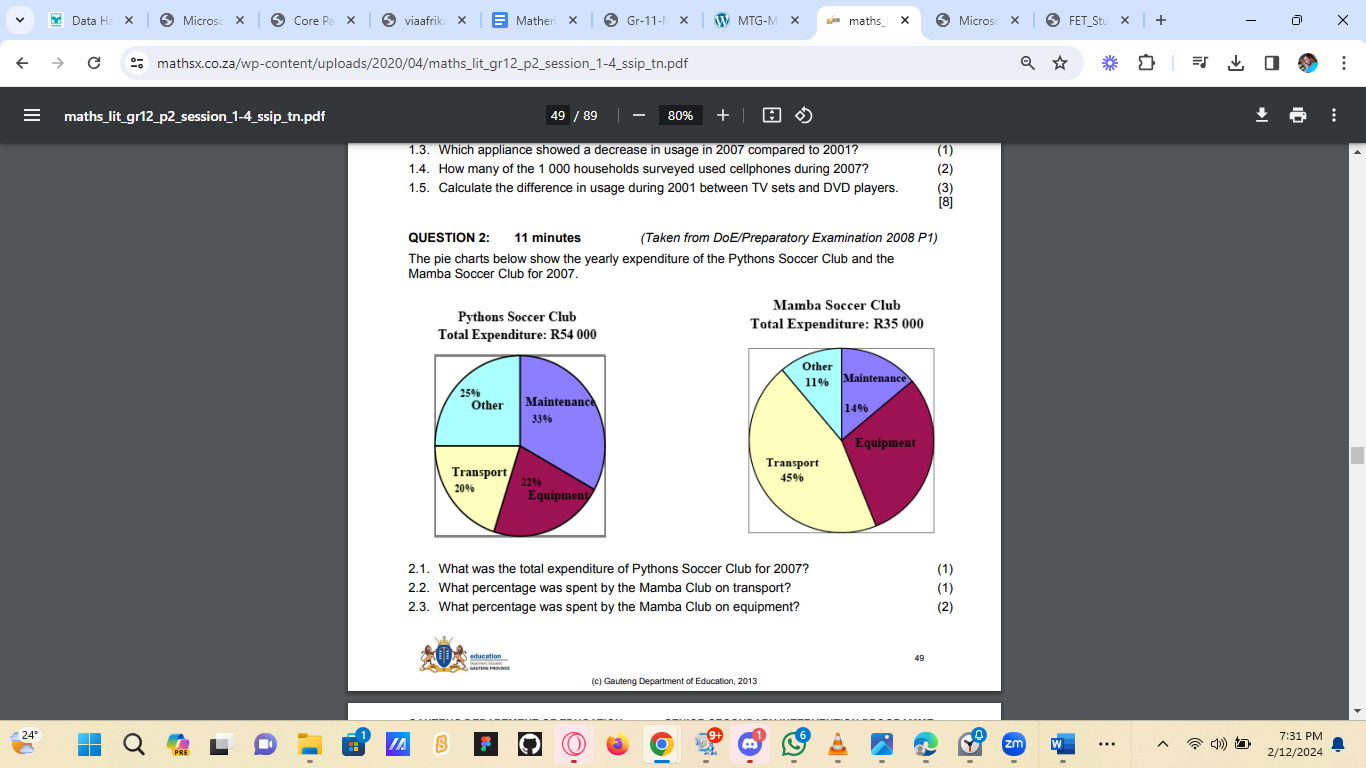 Data Ha
Microso
Core Pa
viaafrika
Mathem
Gr-11-M
MTG-M
maths_l
Microso
FET_Stu
mathsx.co.za/wp-content/uploads/2020/04/maths_lit_gr12_p2_session_1-4_ssip_tn.pdf
maths_lit_gr12_p2_session_1-4_ssip_tn.pdf
49 / 89
80%
1.3. Which appliance showed a decrease in usage in 2007 compared to 2001? (1)
1.4. How many of the 1 000 households surveyed used cellphones during 2007? (2)
1.5. Calculate the difference in usage during 2001 between TV sets and DVD players. (3)
[8]
QUESTION 2: 11 minutes (Taken from DoE/Preparatory Examination 2008 P1)
The pie charts below show the yearly expenditure of the Pythons Soccer Club and the
Mamba Soccer Club for 2007.
Pythons Soccer Club
Total Expenditure: R54 000
25%
Other
Maintenance
33%
Transport
20%
22%
Equipment
Mamba Soccer Club
Total Expenditure: R35 000
Other
11%
Maintenance
14%
Equipment
Transport
45%
2.1. What was the total expenditure of Pythons Soccer Club for 2007? (1)
2.2. What percentage was spent by the Mamba Club on transport? (1)
2.3. What percentage was spent by the Mamba Club on equipment? (2)
education
Department: Education
GAUTENG PROVINCE
49
(c) Gauteng Department of Education, 2013
24°
PRE
1
9+
1
6
zm
7:31 PM
2/12/2024